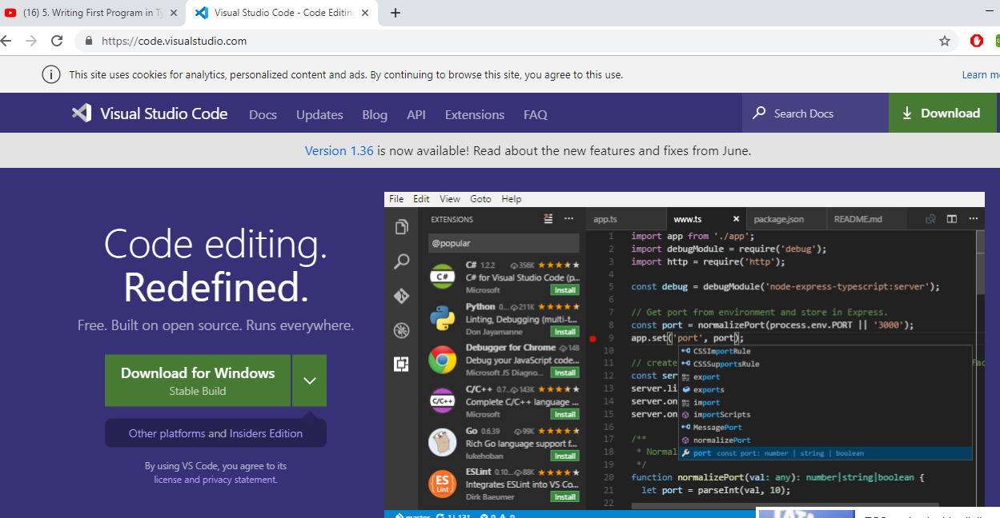 (16) 5. Writing First Program in Ty
Visual Studio Code - Code Editing
https://code.visualstudio.com
This site uses cookies for analytics, personalized content and ads. By continuing to browse this site, you agree to this use.
Learn m
Visual Studio Code Docs Updates Blog API Extensions FAQ
Search Docs
Download
Version 1.36 is now available! Read about the new features and fixes from June.
Code editing.
Redefined.
Free. Built on open source. Runs everywhere.
Download for Windows
Stable Build
Other platforms and Insiders Edition
By using VS Code, you agree to its
license and privacy statement.
File Edit View Goto Help
EXTENSIONS
@popular
C# 1.2.2 356K
C# for Visual Studio Code (p...
Microsoft Install
Python 0... 211K
Linting, Debugging (multi-t...
Don Jayamanne Install
Debugger for Chrome 148
Debug your JavaScript code...
Microsoft JS Diagno... Install
C/C++ 0.7... 143K
Complete C/C++ language ...
Microsoft Install
Go 0.6.39 99K
Rich Go language support f...
lukehoban Install
ESLint 0.10... 88K
Integrates ESLint into VS Co...
Dirk Baeumer Install
C#
C/C++
ES
Lint
app.ts www.ts package.json README.md
1 import app from './app';
2 import debugModule = require('debug');
3 import http = require('http');
4
5 const debug = debugModule('node-express-typescript:server');
6
7 // Get port from environment and store in Express.
8 const port = normalizePort(process.env.PORT || '3000');
9 app.set('port', port);
10
11 // create
12 const ser
13 server.li
14 server.on
15 server.on
16
17 /**
18 * Normal
19 */
20 function normalizePort(val: any): number|string|boolean {
21 let port = parseInt(val, 10);
22
CSSImportRule
CSSSupportsRule
export
exports
import
importScripts
MessagePort
normalizePort
port const port: number | string | boolean
master